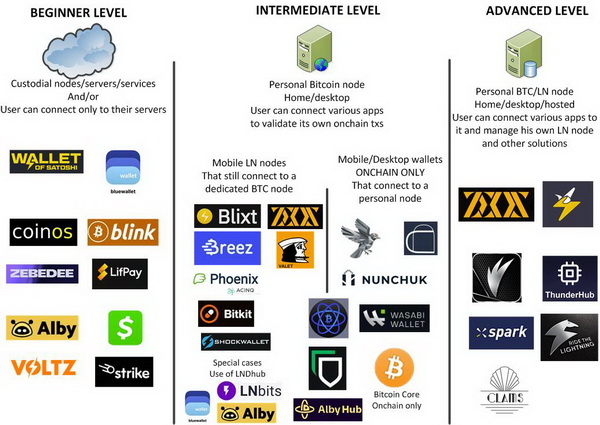 BEGINNER LEVEL
Custodial nodes/servers/services
And/or
User can connect only to their servers
WALLET
OF SATOSHI
wallet
bluewallet
coinos
blink
ZEBEDEE
LifPay
Alby
$
VOLTZ
strike
INTERMEDIATE LEVEL
Personal Bitcoin node
Home/desktop
User can connect various apps
to validate its own onchain txs
Mobile LN nodes
That still connect to a
dedicated BTC node
Blixt
Breez
VALET
Phoenix
ACINQ
Bitkit
SHOCKWALLET
Special cases
Use of LNDhub
bluewallet
LNbits
Alby
Mobile/Desktop wallets
ONCHAIN ONLY
That connect to a
personal node
NUNCHUK
WASABI
WALLET
Bitcoin Core
Onchain only
Alby Hub
ADVANCED LEVEL
Personal BTC/LN node
Home/desktop/hosted
User can connect various apps to
it and manage his own LN node
and other solutions
ThunderHub
spark
RIDE THE
LIGHTNING
CLAMS